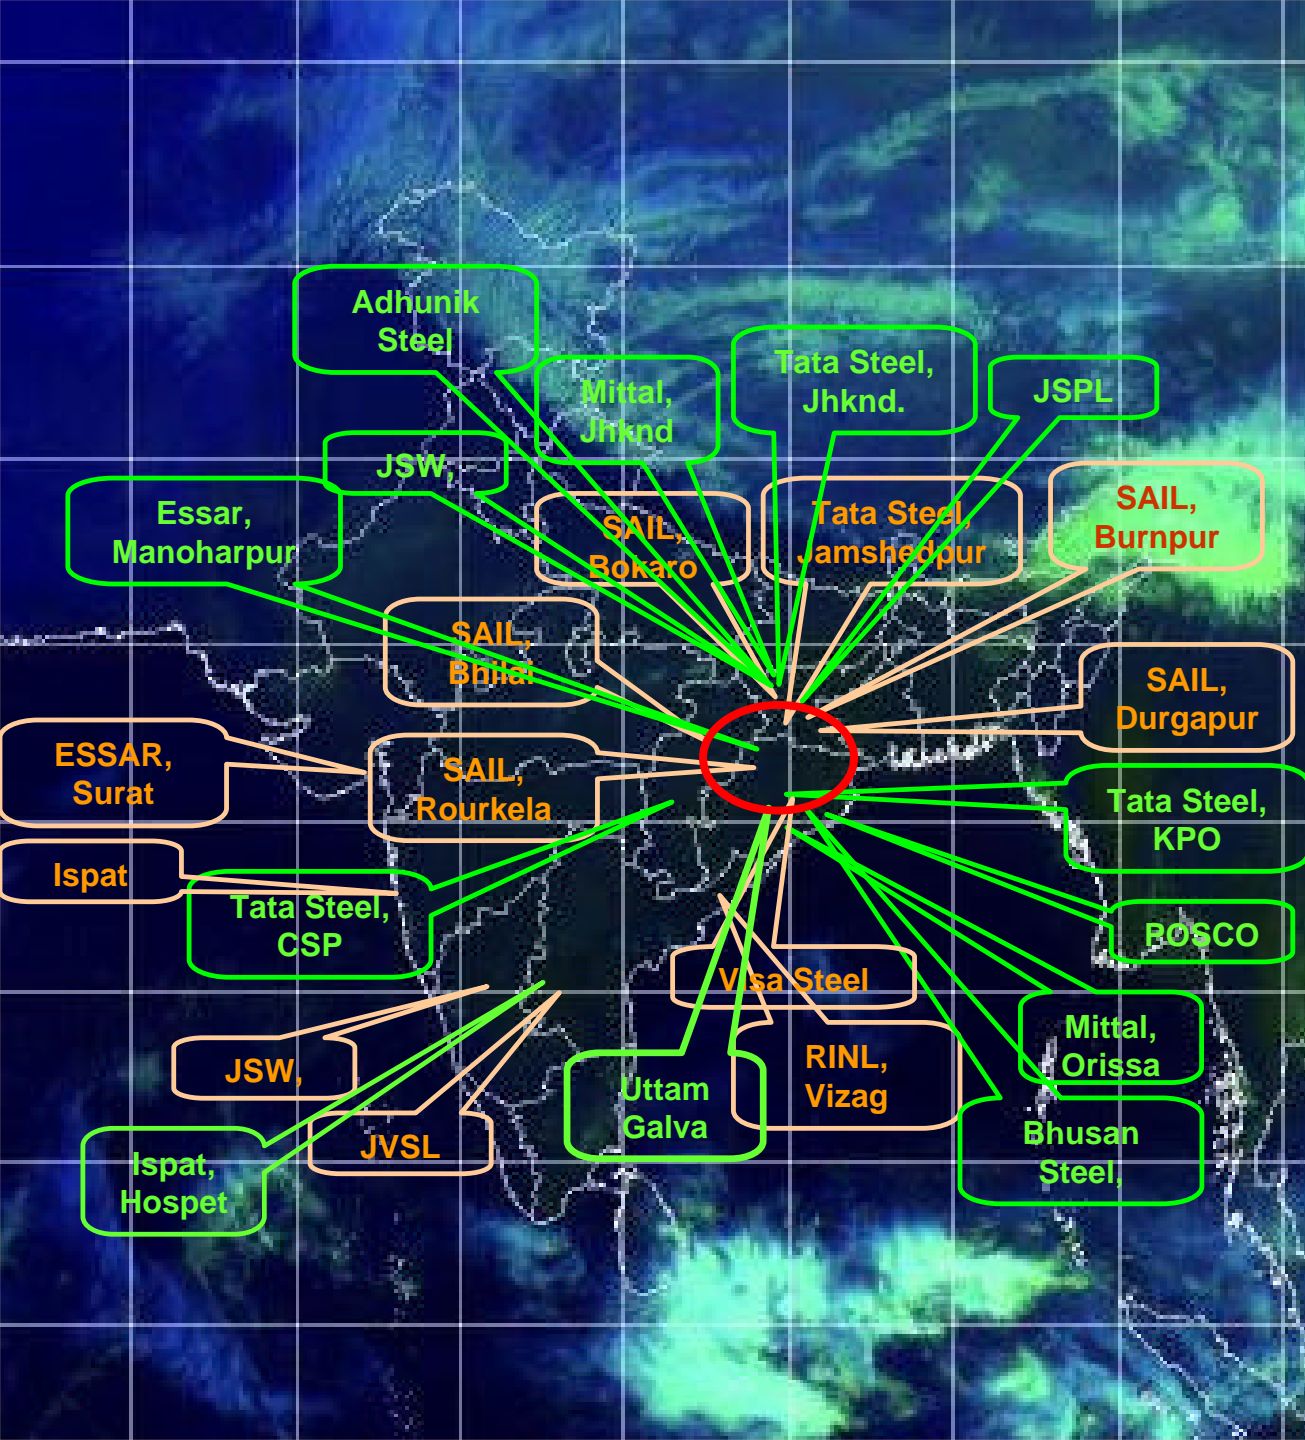 Adhunik
Steel
Mittal,
Jhknd
Tata Steel,
Jhknd.
JSPL
JSW,
Essar,
Manoharpur
SAIL,
Bokaro
Tata Steel,
Jamshedpur
SAIL,
Burnpur
SAIL,
Bhilai
SAIL,
Durgapur
ESSAR,
Surat
SAIL,
Rourkela
Tata Steel,
KPO
Ispat
Tata Steel,
CSP
POSCO
Visa Steel
JSW,
Uttam
Galva
RINL,
Vizag
Mittal,
Orissa
JVSL
Ispat,
Hospet
Bhusan
Steel,